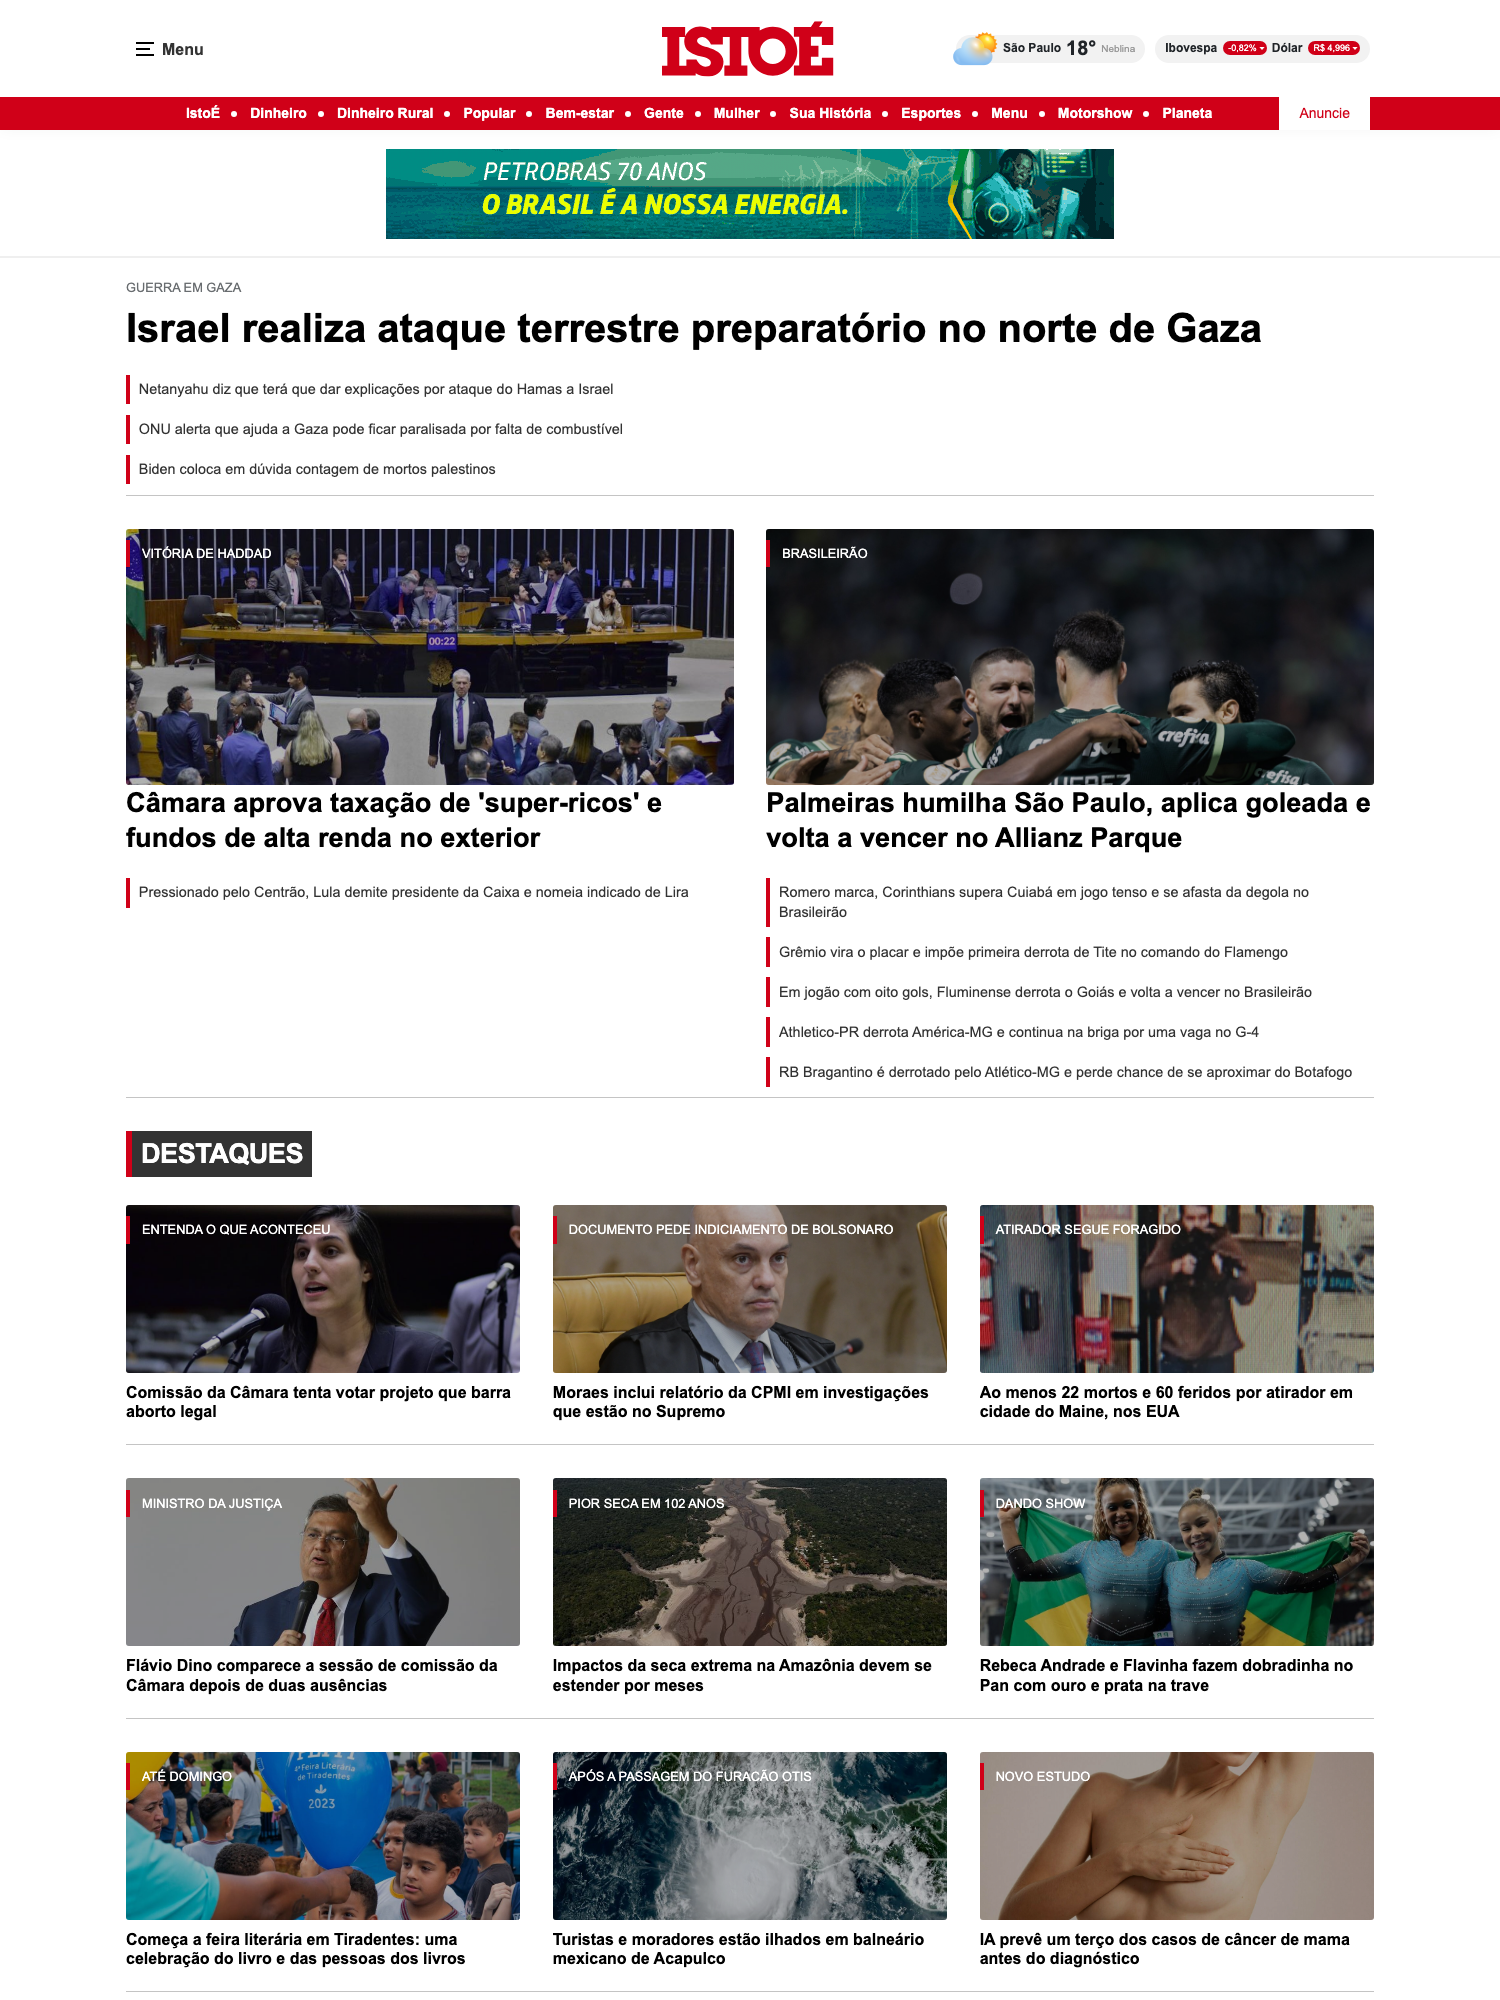 Menu
ISTOÉ
São Paulo 18° Neblina
Ibovespa -0,82% Dólar R$ 4,996
IstoÉ • Dinheiro • Dinheiro Rural • Popular • Bem-estar • Gente • Mulher • Sua História • Esportes • Menu • Motorshow • Planeta
Anuncie
PETROBRAS 70 ANOS
O BRASIL É A NOSSA ENERGIA.
GUERRA EM GAZA
Israel realiza ataque terrestre preparatório no norte de Gaza
Netanyahu diz que terá que dar explicações por ataque do Hamas a Israel
ONU alerta que ajuda a Gaza pode ficar paralisada por falta de combustível
Biden coloca em dúvida contagem de mortos palestinos
VITÓRIA DE HADDAD
00:22
Câmara aprova taxação de 'super-ricos' e
fundos de alta renda no exterior
Pressionado pelo Centrão, Lula demite presidente da Caixa e nomeia indicado de Lira
BRASILEIRÃO
crefisa
crefisa
Palmeiras humilha São Paulo, aplica goleada e
volta a vencer no Allianz Parque
Romero marca, Corinthians supera Cuiabá em jogo tenso e se afasta da degola no
Brasileirão
Grêmio vira o placar e impõe primeira derrota de Tite no comando do Flamengo
Em jogão com oito gols, Fluminense derrota o Goiás e volta a vencer no Brasileirão
Athletico-PR derrota América-MG e continua na briga por uma vaga no G-4
RB Bragantino é derrotado pelo Atlético-MG e perde chance de se aproximar do Botafogo
DESTAQUES
ENTENDA O QUE ACONTECEU
Comissão da Câmara tenta votar projeto que barra
aborto legal
DOCUMENTO PEDE INDICIAMENTO DE BOLSONARO
Moraes inclui relatório da CPMI em investigações
que estão no Supremo
ATIRADOR SEGUE FORAGIDO
Ao menos 22 mortos e 60 feridos por atirador em
cidade do Maine, nos EUA
MINISTRO DA JUSTIÇA
Flávio Dino comparece a sessão de comissão da
Câmara depois de duas ausências
PIOR SECA EM 102 ANOS
Impactos da seca extrema na Amazônia devem se
estender por meses
DANDO SHOW
Rebeca Andrade e Flavinha fazem dobradinha no
Pan com ouro e prata na trave
ATÉ DOMINGO
4ª Feira Literária
de Tiradentes
2023
Começa a feira literária em Tiradentes: uma
celebração do livro e das pessoas dos livros
APÓS A PASSAGEM DO FURACÃO OTIS
Turistas e moradores estão ilhados em balneário
mexicano de Acapulco
NOVO ESTUDO
IA prevê um terço dos casos de câncer de mama
antes do diagnóstico